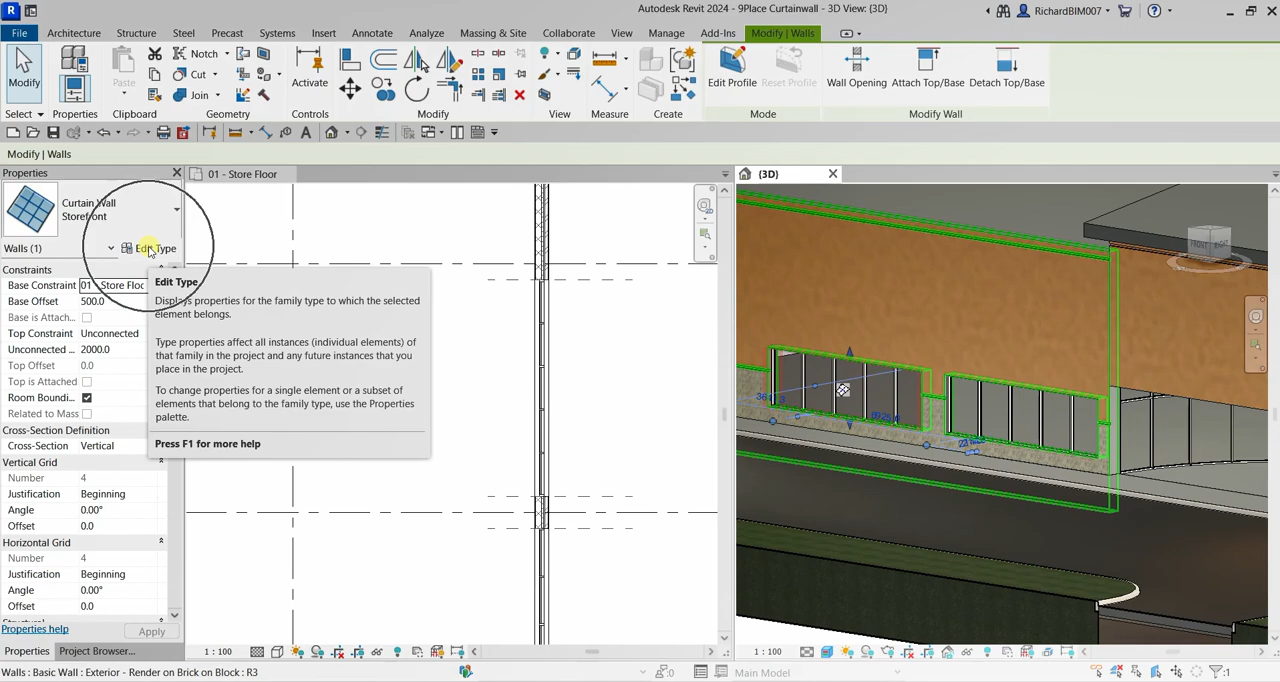 Autodesk Revit 2024 - 9Place Curtainwall - 3D View: {3D}
RichardBIM007
File Architecture Structure Steel Precast Systems Insert Annotate Analyze Massing & Site Collaborate View Manage Add-Ins Modify | Walls
Modify
Notch
Cut
Join
Paste
Activate
Edit Profile Reset Profile
Wall Opening Attach Top/Base Detach Top/Base
Select Properties Clipboard Geometry Controls Modify View Measure Create Mode Modify Wall
Modify | Walls
Properties
01 - Store Floor
{3D}
Curtain Wall
Storefront
Walls (1)
Edit Type
Constraints
Base Constraint 01 - Store Floo
Base Offset 500.0
Base is Attach...
Top Constraint Unconnected
Unconnected ... 2000.0
Top Offset 0.0
Top is Attached
Room Boundi...
Related to Mass
Cross-Section Definition
Cross-Section Vertical
Vertical Grid
Number 4
Justification Beginning
Angle 0.00°
Offset 0.0
Horizontal Grid
Number 4
Justification Beginning
Angle 0.00°
Offset 0.0
Properties help
Apply
Properties Project Browser...
Edit Type
Displays properties for the family type to which the selected
element belongs.
Type properties affect all instances (individual elements) of
that family in the project and any future instances that you
place in the project.
To change properties for a single element or a subset of
elements that belong to the family type, use the Properties
palette.
Press F1 for more help
FRONT RIGHT
1 : 100
1 : 100
Walls : Basic Wall : Exterior - Render on Brick on Block : R3
:0
Main Model
:1